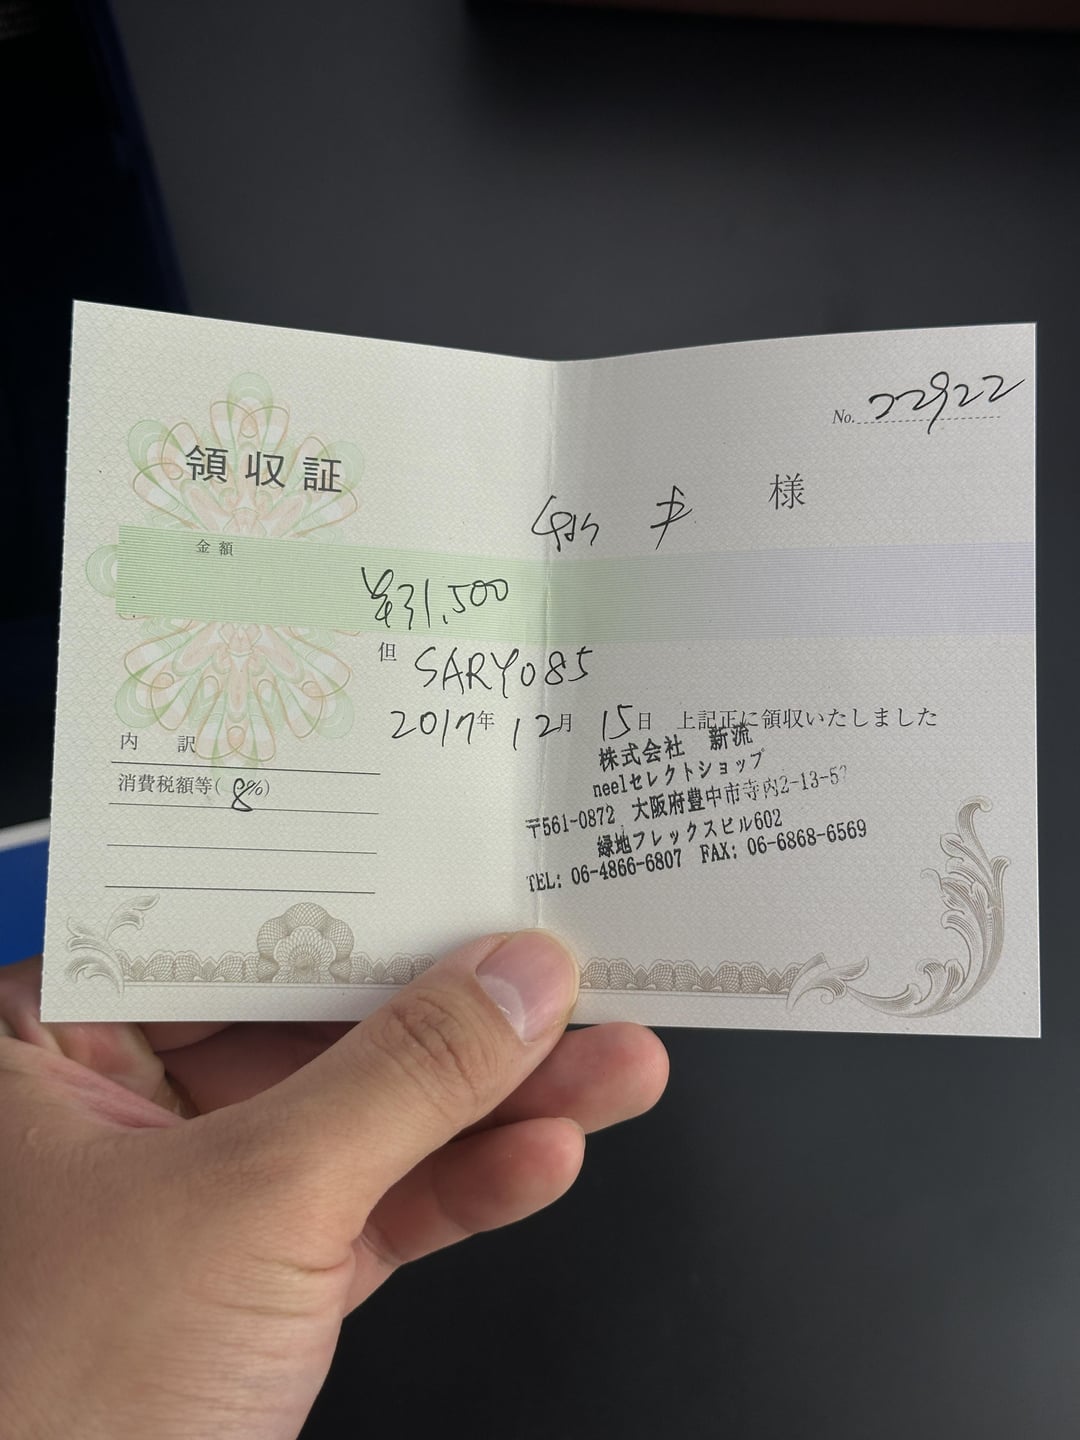 No. 22922
領収証
様
金額
¥31,500
但 SARY085
2017年 12月 15日 上記正に領収いたしました
内訳
消費税額等(8%)
株式会社 新流
neelセレクトショップ
〒561-0872 大阪府豊中市寺内2-13-57
緑地フレックスビル602
TEL: 06-4866-6807 FAX: 06-6868-6569